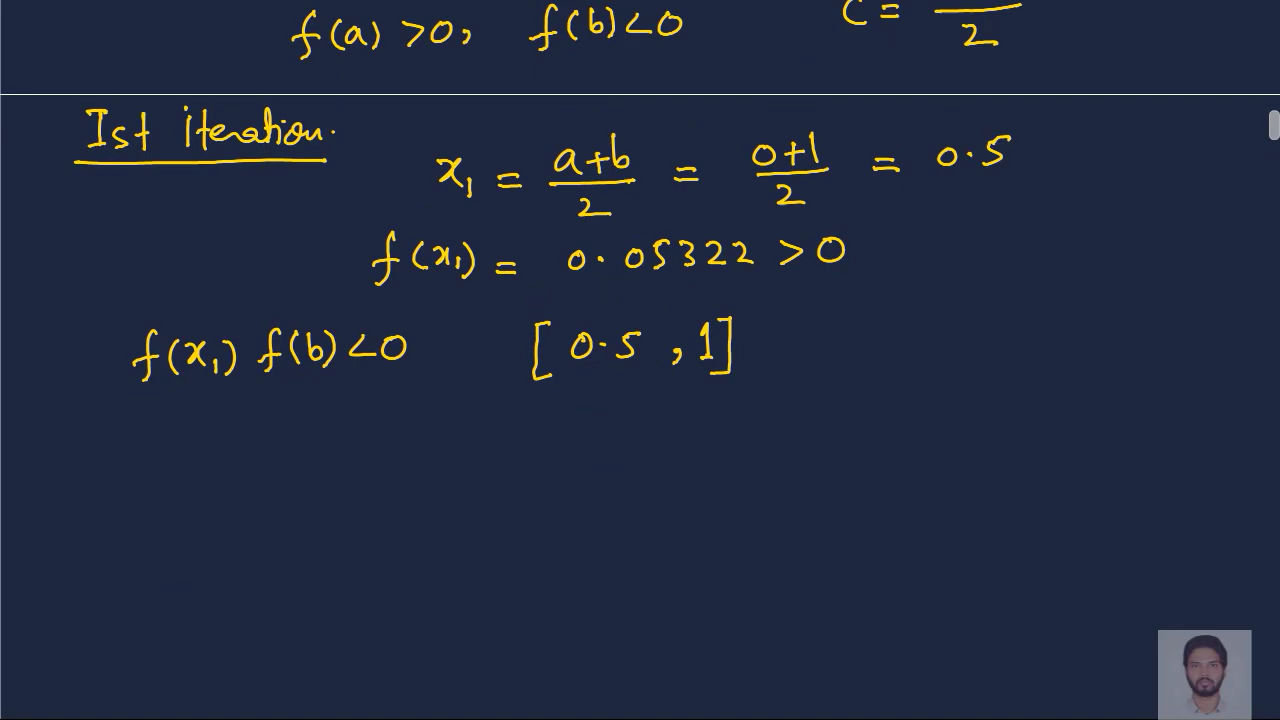 f(a) >0, f(b)<0 C = — 2
Ist iteration.
x₁ = a+b/2 = 0+1/2 = 0.5
f(x₁) = 0.05322 >0
f(x₁) f(b)<0 [0.5 , 1]